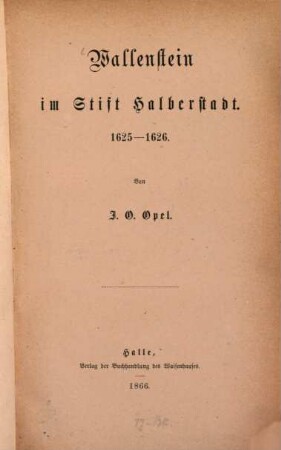 Wallenstein
im Stift Halberstadt.
1625—1626.
Von
J. O. Opel.
Halle,
Verlag der Buchhandlung des Waisenhauses.
1866.